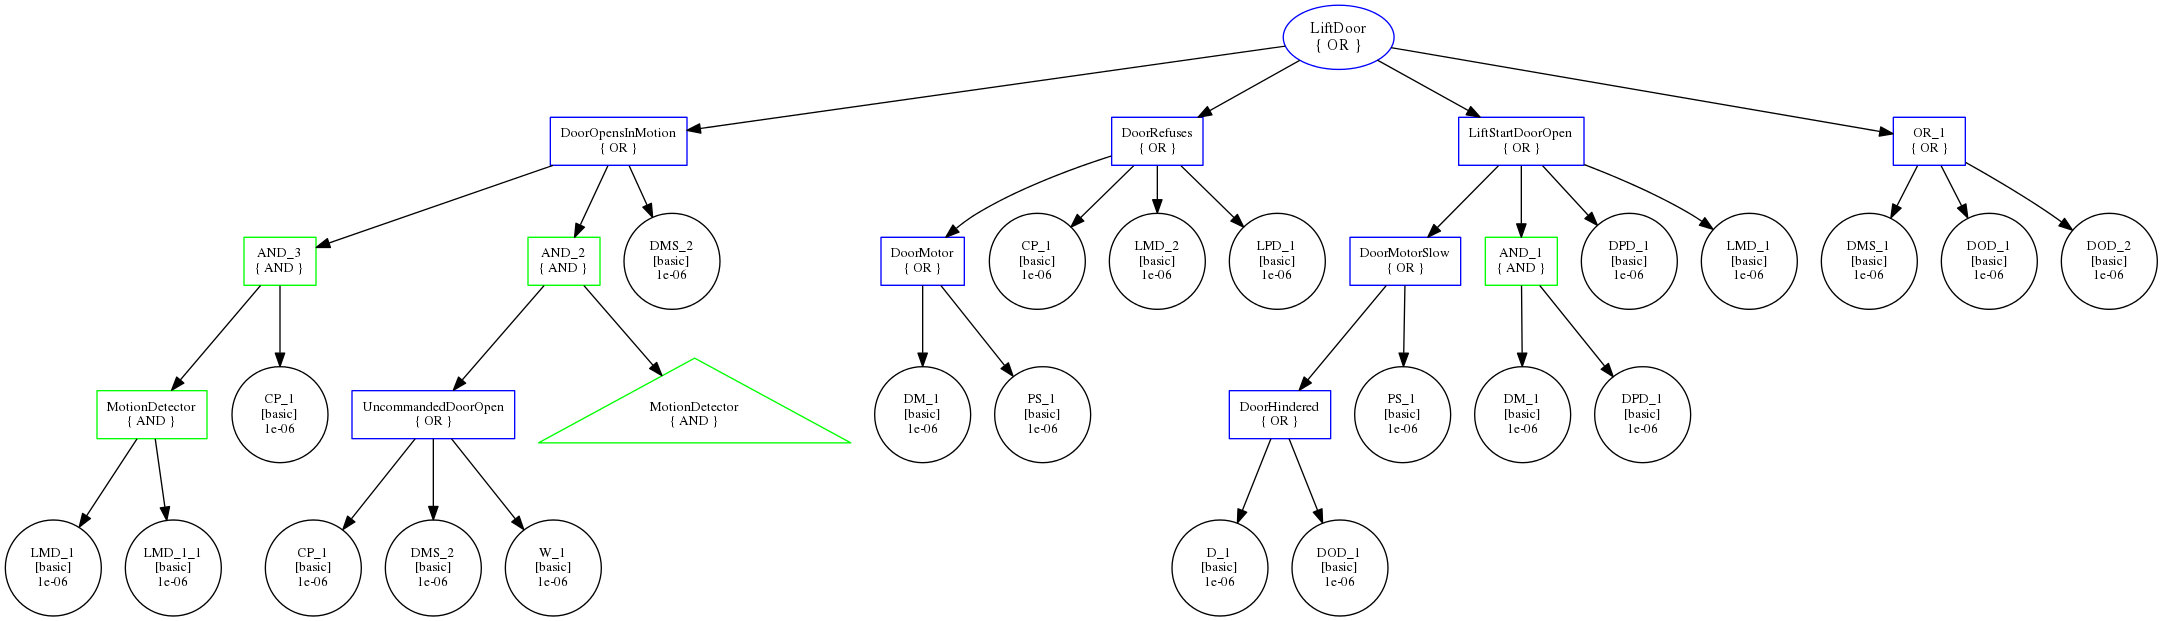 LiftDoor
{ OR }
DoorOpensInMotion
{ OR }
DoorRefuses
{ OR }
LiftStartDoorOpen
{ OR }
OR_1
{ OR }
AND_3
{ AND }
AND_2
{ AND }
DMS_2
[basic]
1e-06
DoorMotor
{ OR }
CP_1
[basic]
1e-06
LMD_2
[basic]
1e-06
LPD_1
[basic]
1e-06
DoorMotorSlow
{ OR }
AND_1
{ AND }
DPD_1
[basic]
1e-06
LMD_1
[basic]
1e-06
DMS_1
[basic]
1e-06
DOD_1
[basic]
1e-06
DOD_2
[basic]
1e-06
MotionDetector
{ AND }
CP_1
[basic]
1e-06
UncommandedDoorOpen
{ OR }
MotionDetector
{ AND }
DM_1
[basic]
1e-06
PS_1
[basic]
1e-06
DoorHindered
{ OR }
PS_1
[basic]
1e-06
DM_1
[basic]
1e-06
DPD_1
[basic]
1e-06
LMD_1
[basic]
1e-06
LMD_1_1
[basic]
1e-06
CP_1
[basic]
1e-06
DMS_2
[basic]
1e-06
W_1
[basic]
1e-06
D_1
[basic]
1e-06
DOD_1
[basic]
1e-06